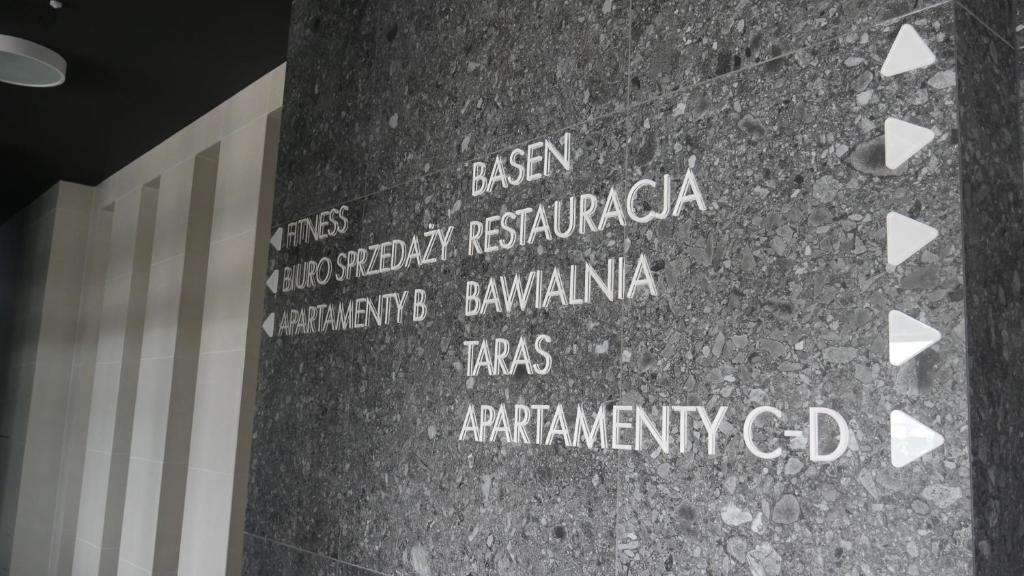 FITNESS
BIURO SPRZEDAŻY
APARTAMENTY B
BASEN
RESTAURACJA
BAWIALNIA
TARAS
APARTAMENTY C-D